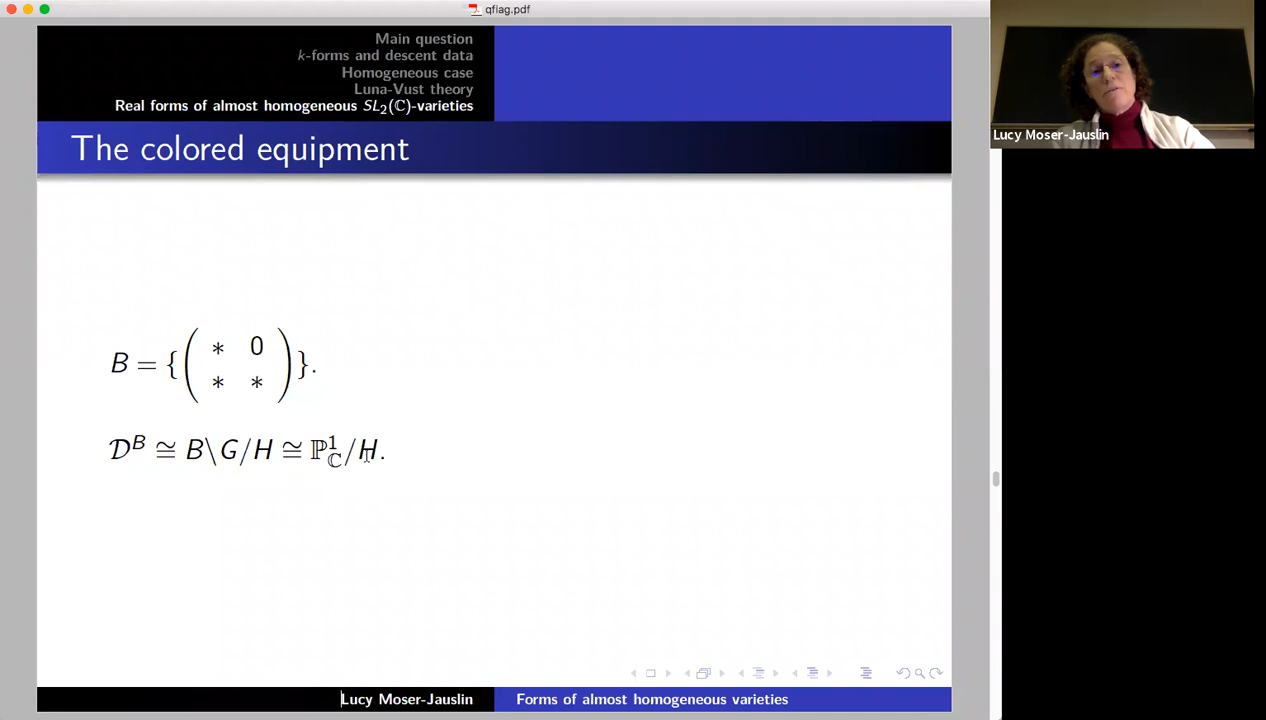 qflag.pdf
Main question
k-forms and descent data
Homogeneous case
Luna-Vust theory
Real forms of almost homogeneous SL₂(ℂ)-varieties
The colored equipment
B = {( * 0
* * )}.
𝒟ᴮ ≅ B\G/H ≅ ℙ¹_ℂ/H.
Lucy Moser-Jauslin
Forms of almost homogeneous varieties
Lucy Moser-Jauslin